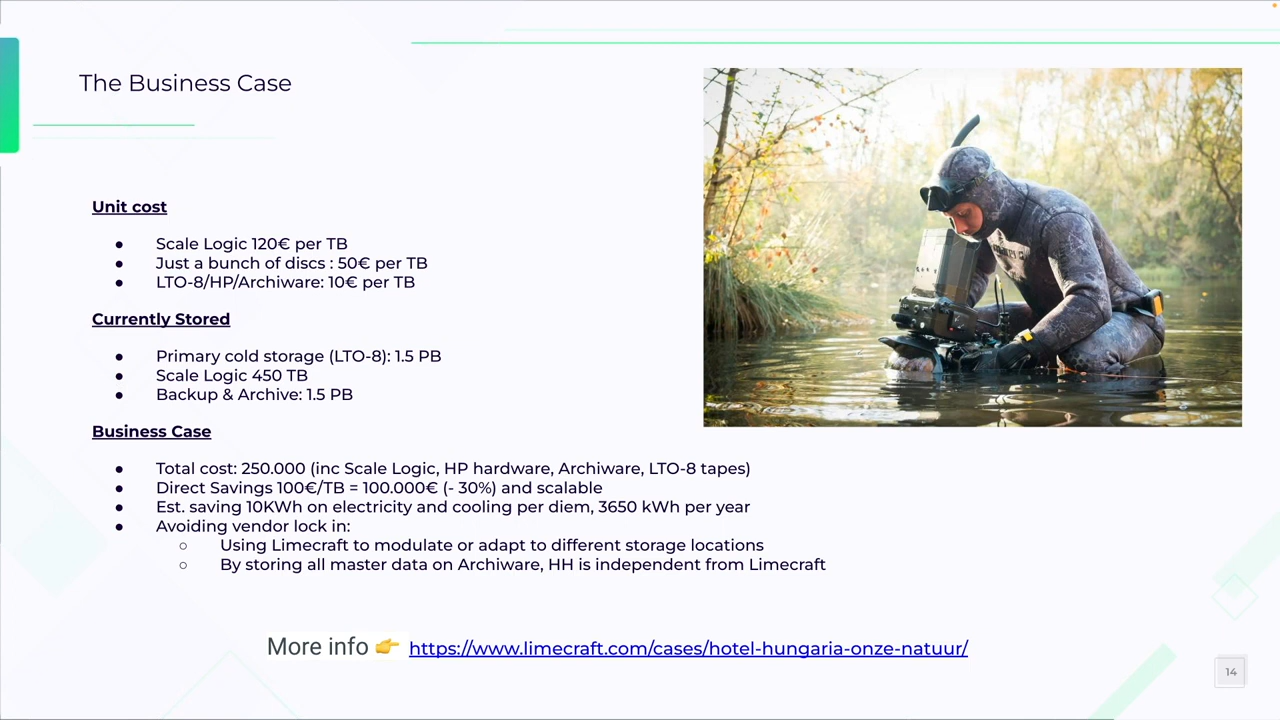 The Business Case
Unit cost
● Scale Logic 120€ per TB
● Just a bunch of discs : 50€ per TB
● LTO-8/HP/Archiware: 10€ per TB
Currently Stored
● Primary cold storage (LTO-8): 1.5 PB
● Scale Logic 450 TB
● Backup & Archive: 1.5 PB
Business Case
● Total cost: 250.000 (inc Scale Logic, HP hardware, Archiware, LTO-8 tapes)
● Direct Savings 100€/TB = 100.000€ (- 30%) and scalable
● Est. saving 10KWh on electricity and cooling per diem, 3650 kWh per year
● Avoiding vendor lock in:
○ Using Limecraft to modulate or adapt to different storage locations
○ By storing all master data on Archiware, HH is independent from Limecraft
More info 👉 https://www.limecraft.com/cases/hotel-hungaria-onze-natuur/
14